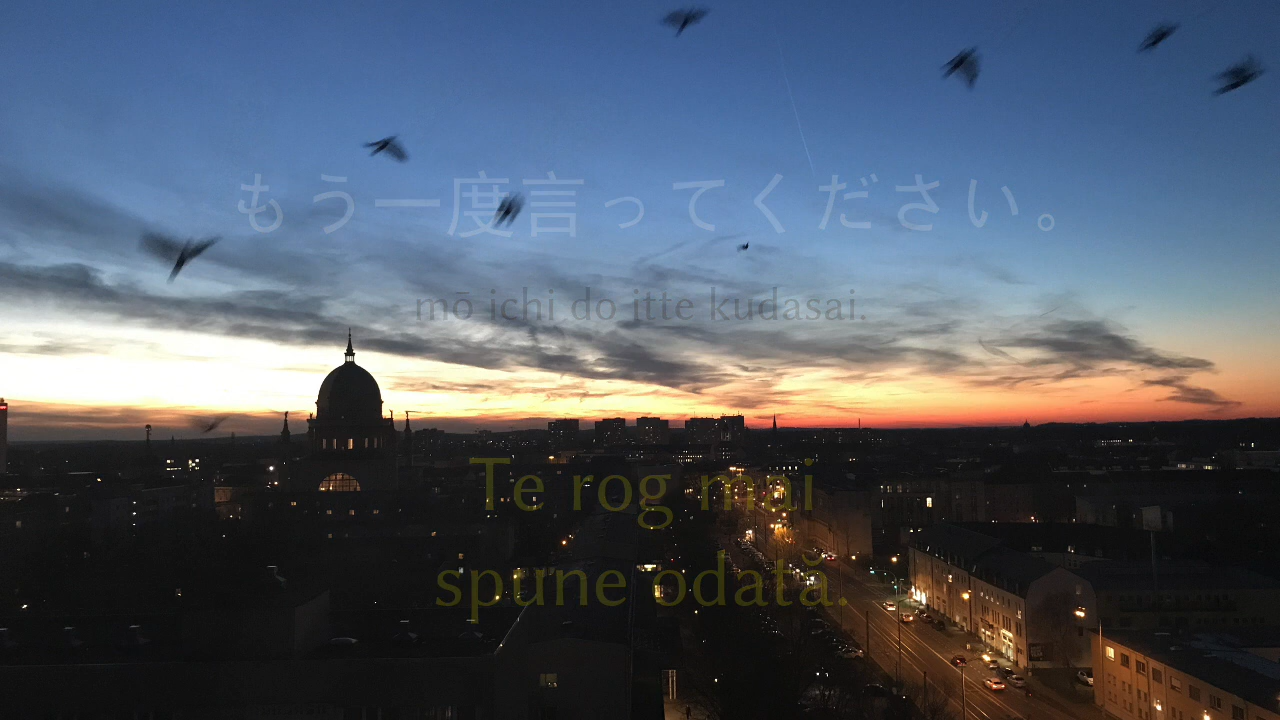 もう一度言ってください。
mō ichi do itte kudasai.
Te rog mai
spune odată.